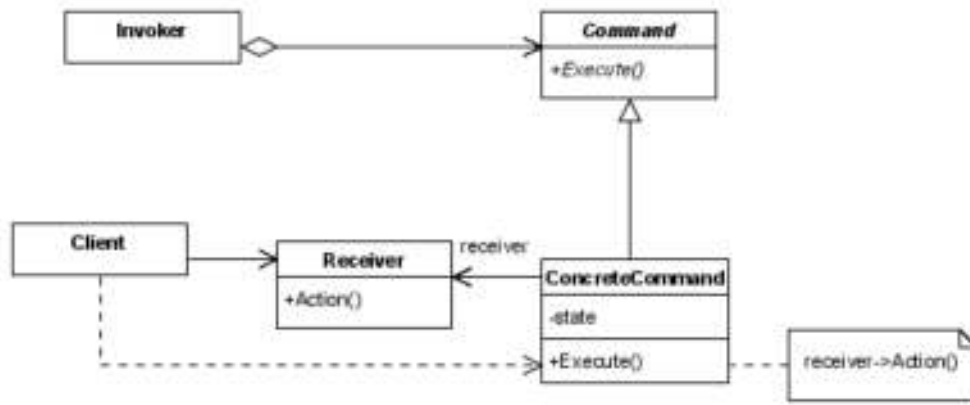 Invoker
Command
+Execute()
Client
Receiver
+Action()
receiver
ConcreteCommand
-state
+Execute()
receiver->Action()